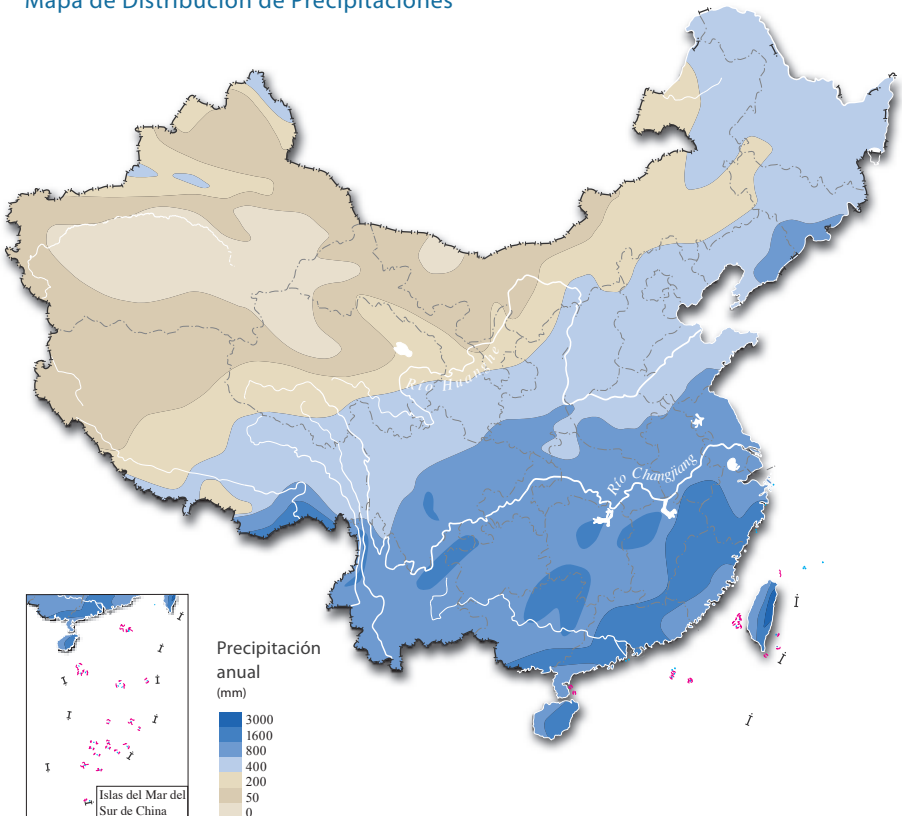 Mapa de Distribución de Precipitaciones
Río Huanghe
Río Changjiang
Precipitación
anual
(mm)
3000
1600
800
400
200
50
0
Islas del Mar del
Sur de China